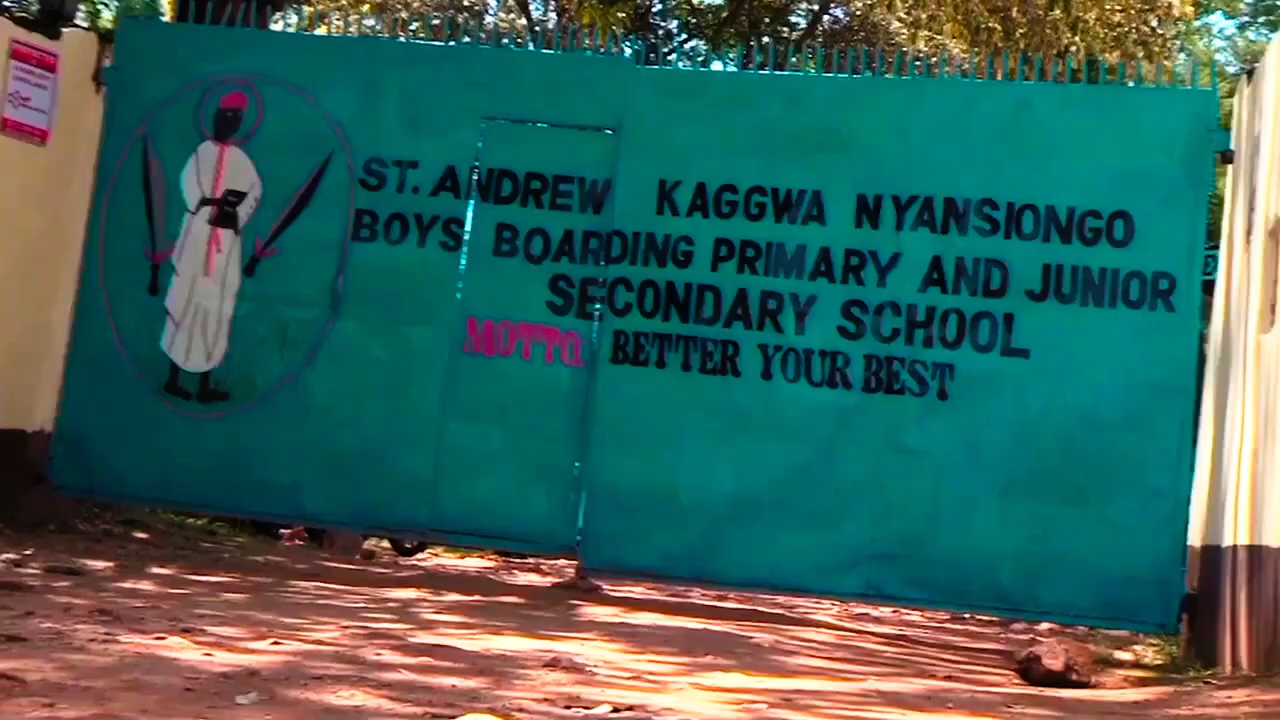 ST. ANDREW KAGGWA NYANSIONGO
BOYS BOARDING PRIMARY AND JUNIOR
SECONDARY SCHOOL
MOTTO. BETTER YOUR BEST